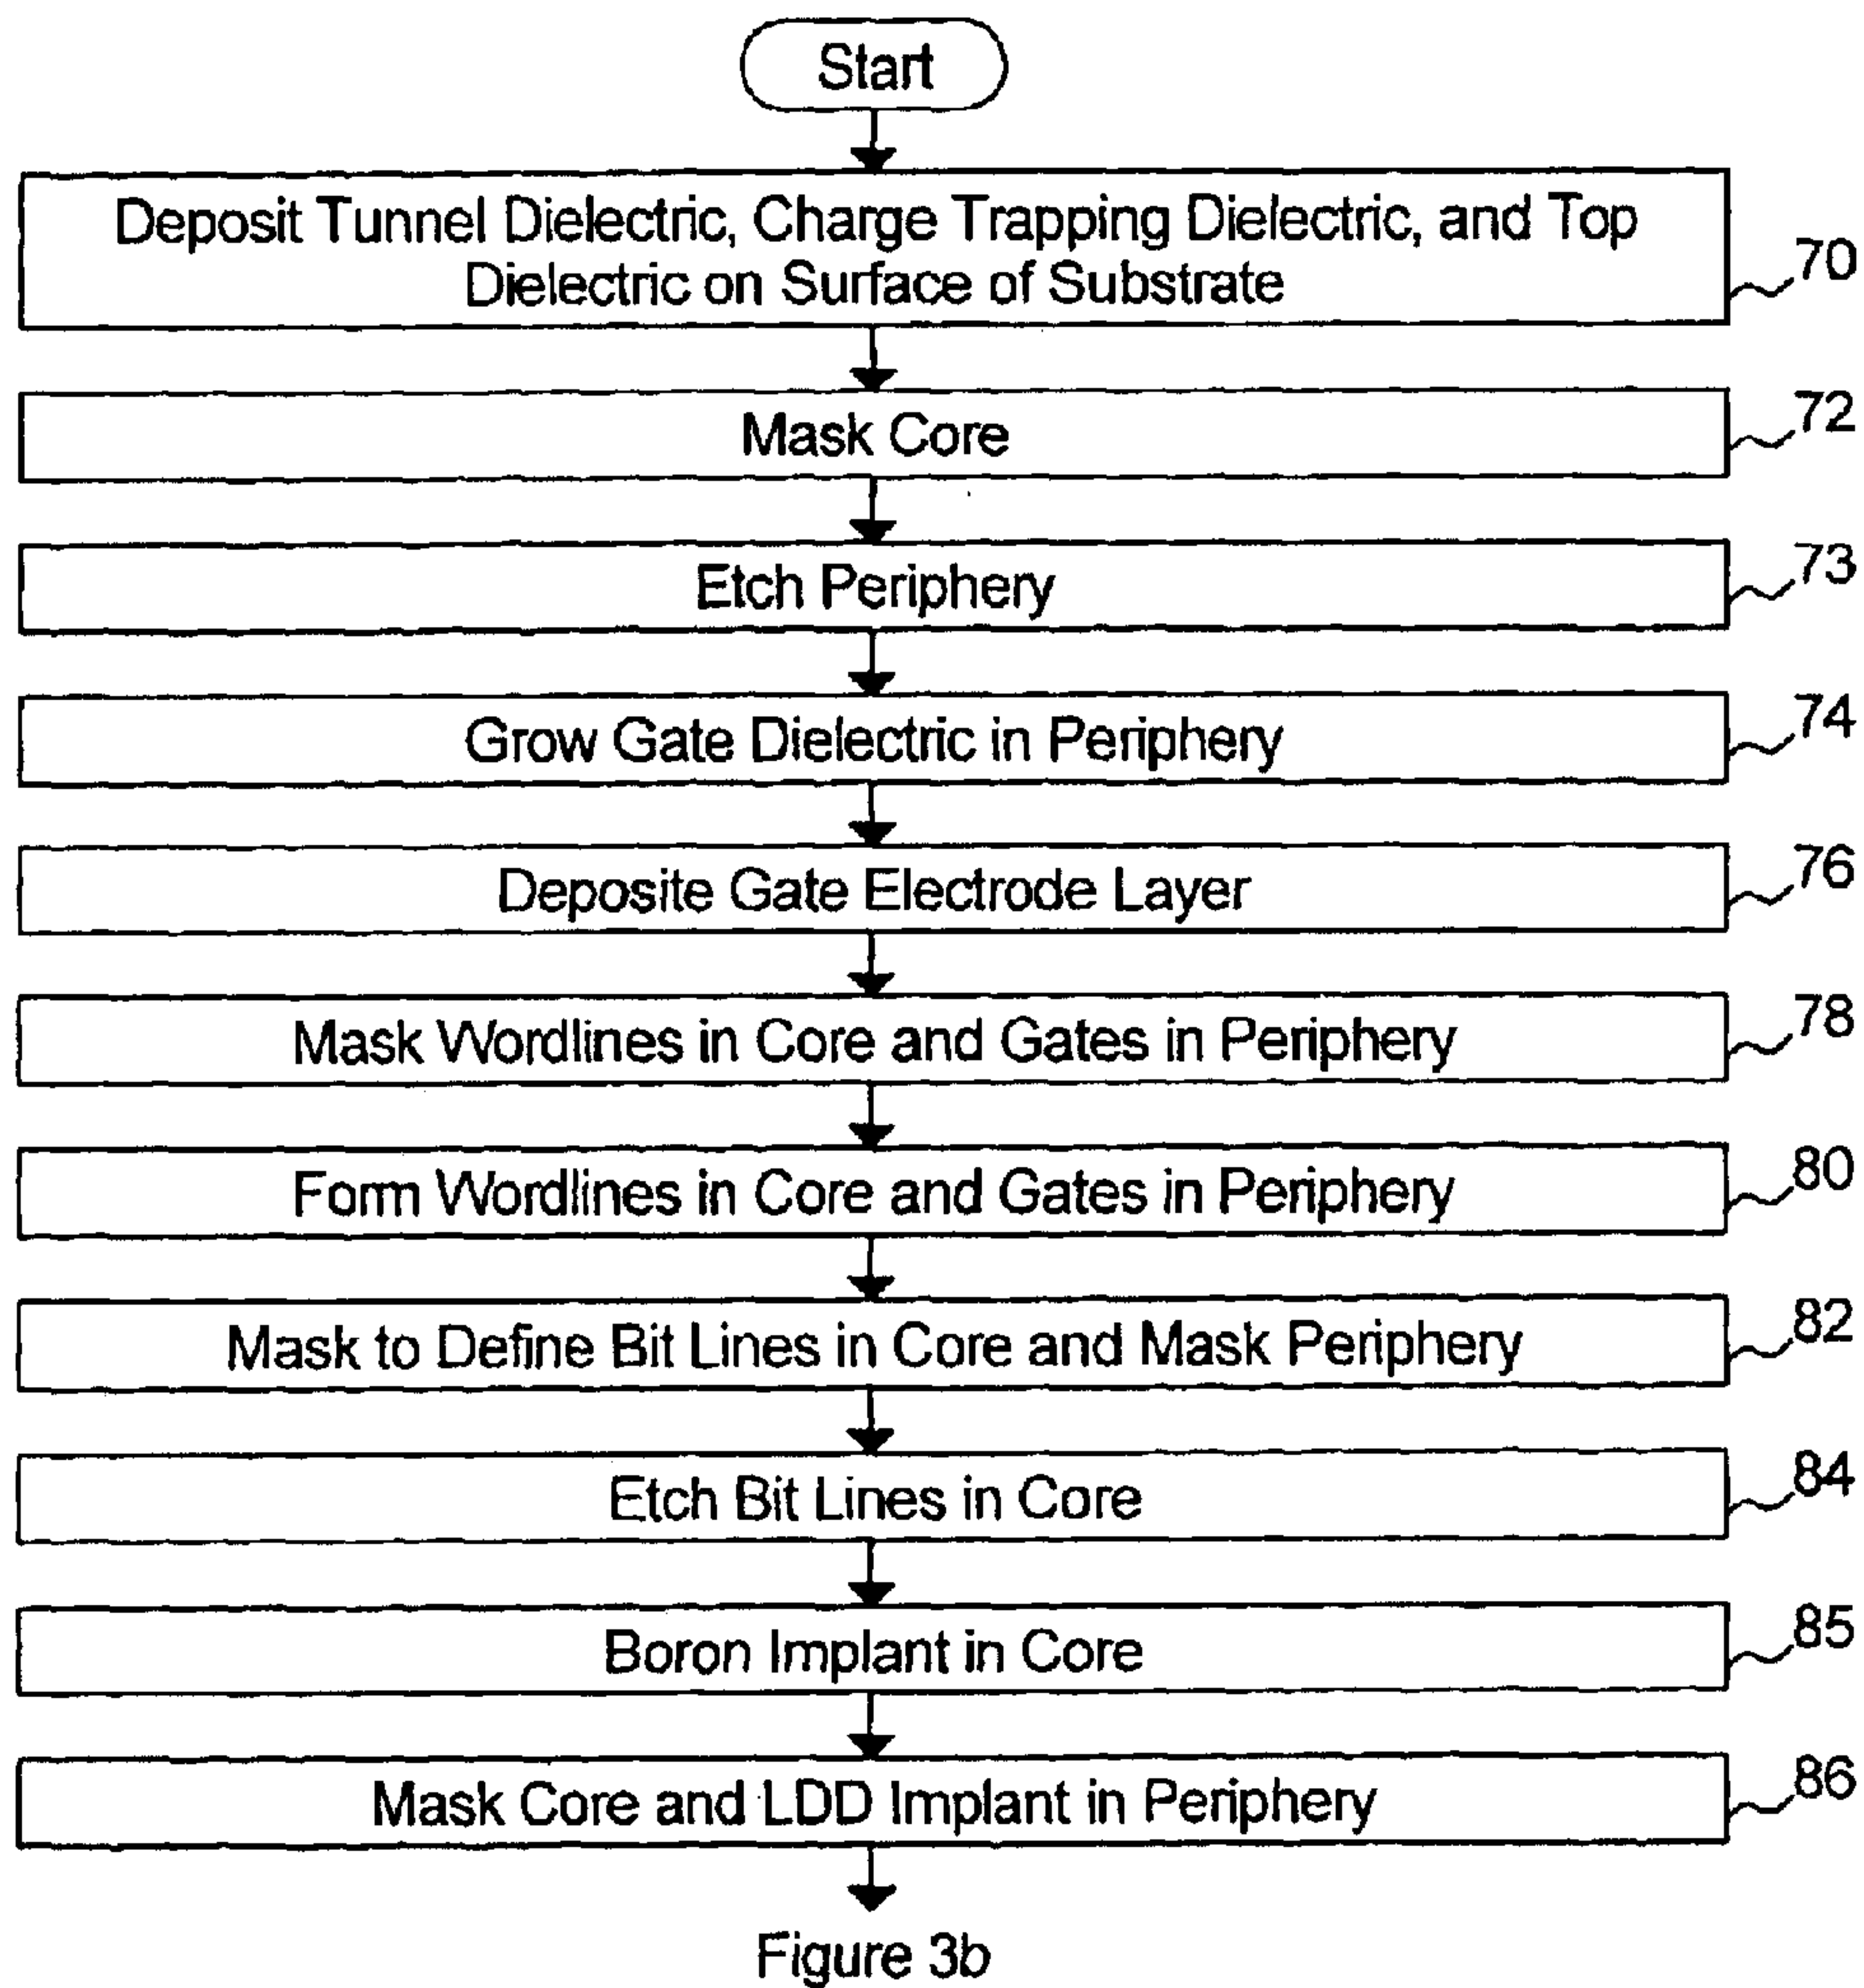 Start
Deposit Tunnel Dielectric, Charge Trapping Dielectric, and Top
Dielectric on Surface of Substrate
70
Mask Core
72
Etch Periphery
73
Grow Gate Dielectric in Periphery
74
Deposite Gate Electrode Layer
76
Mask Wordlines in Core and Gates in Periphery
78
Form Wordlines in Core and Gates in Periphery
80
Mask to Define Bit Lines in Core and Mask Periphery
82
Etch Bit Lines in Core
84
Boron Implant in Core
85
Mask Core and LDD Implant in Periphery
86
Figure 3b